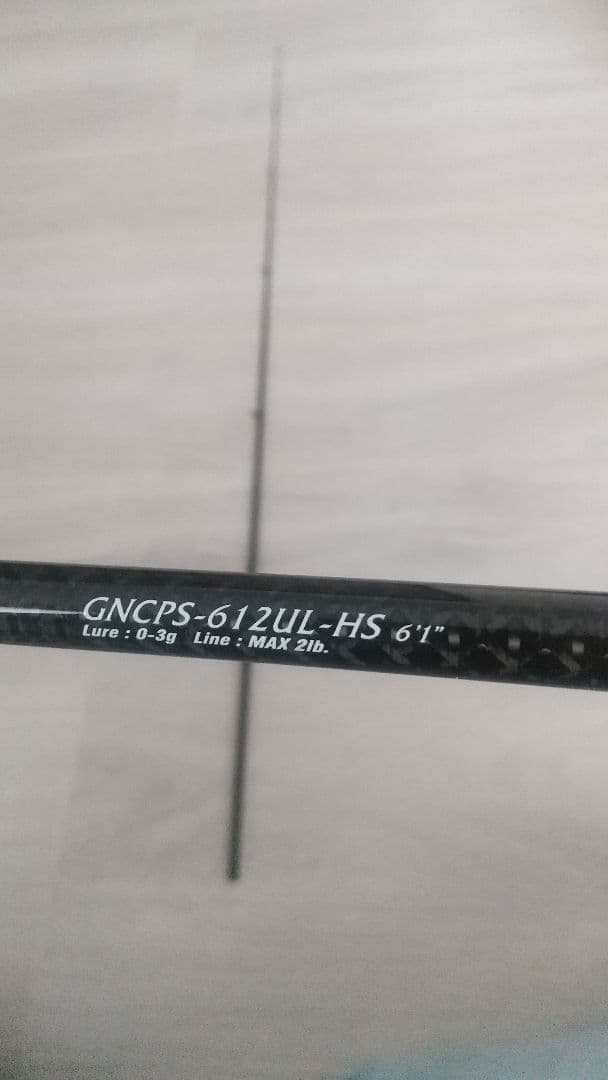 GNCPS-612UL-HS 6'1"
Lure : 0-3g Line : MAX 2lb.